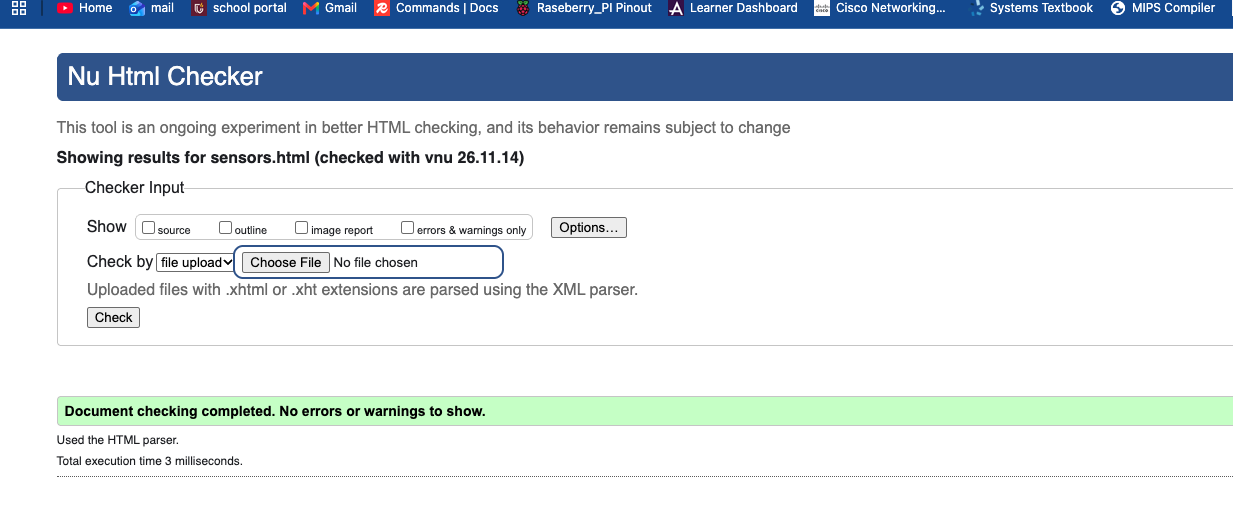 Home mail school portal Gmail Commands | Docs Raseberry_PI Pinout Learner Dashboard Cisco Networking... Systems Textbook MIPS Compiler
Nu Html Checker
This tool is an ongoing experiment in better HTML checking, and its behavior remains subject to change
Showing results for sensors.html (checked with vnu 26.11.14)
Checker Input
Show source outline image report errors & warnings only Options...
Check by file upload Choose File No file chosen
Uploaded files with .xhtml or .xht extensions are parsed using the XML parser.
Check
Document checking completed. No errors or warnings to show.
Used the HTML parser.
Total execution time 3 milliseconds.